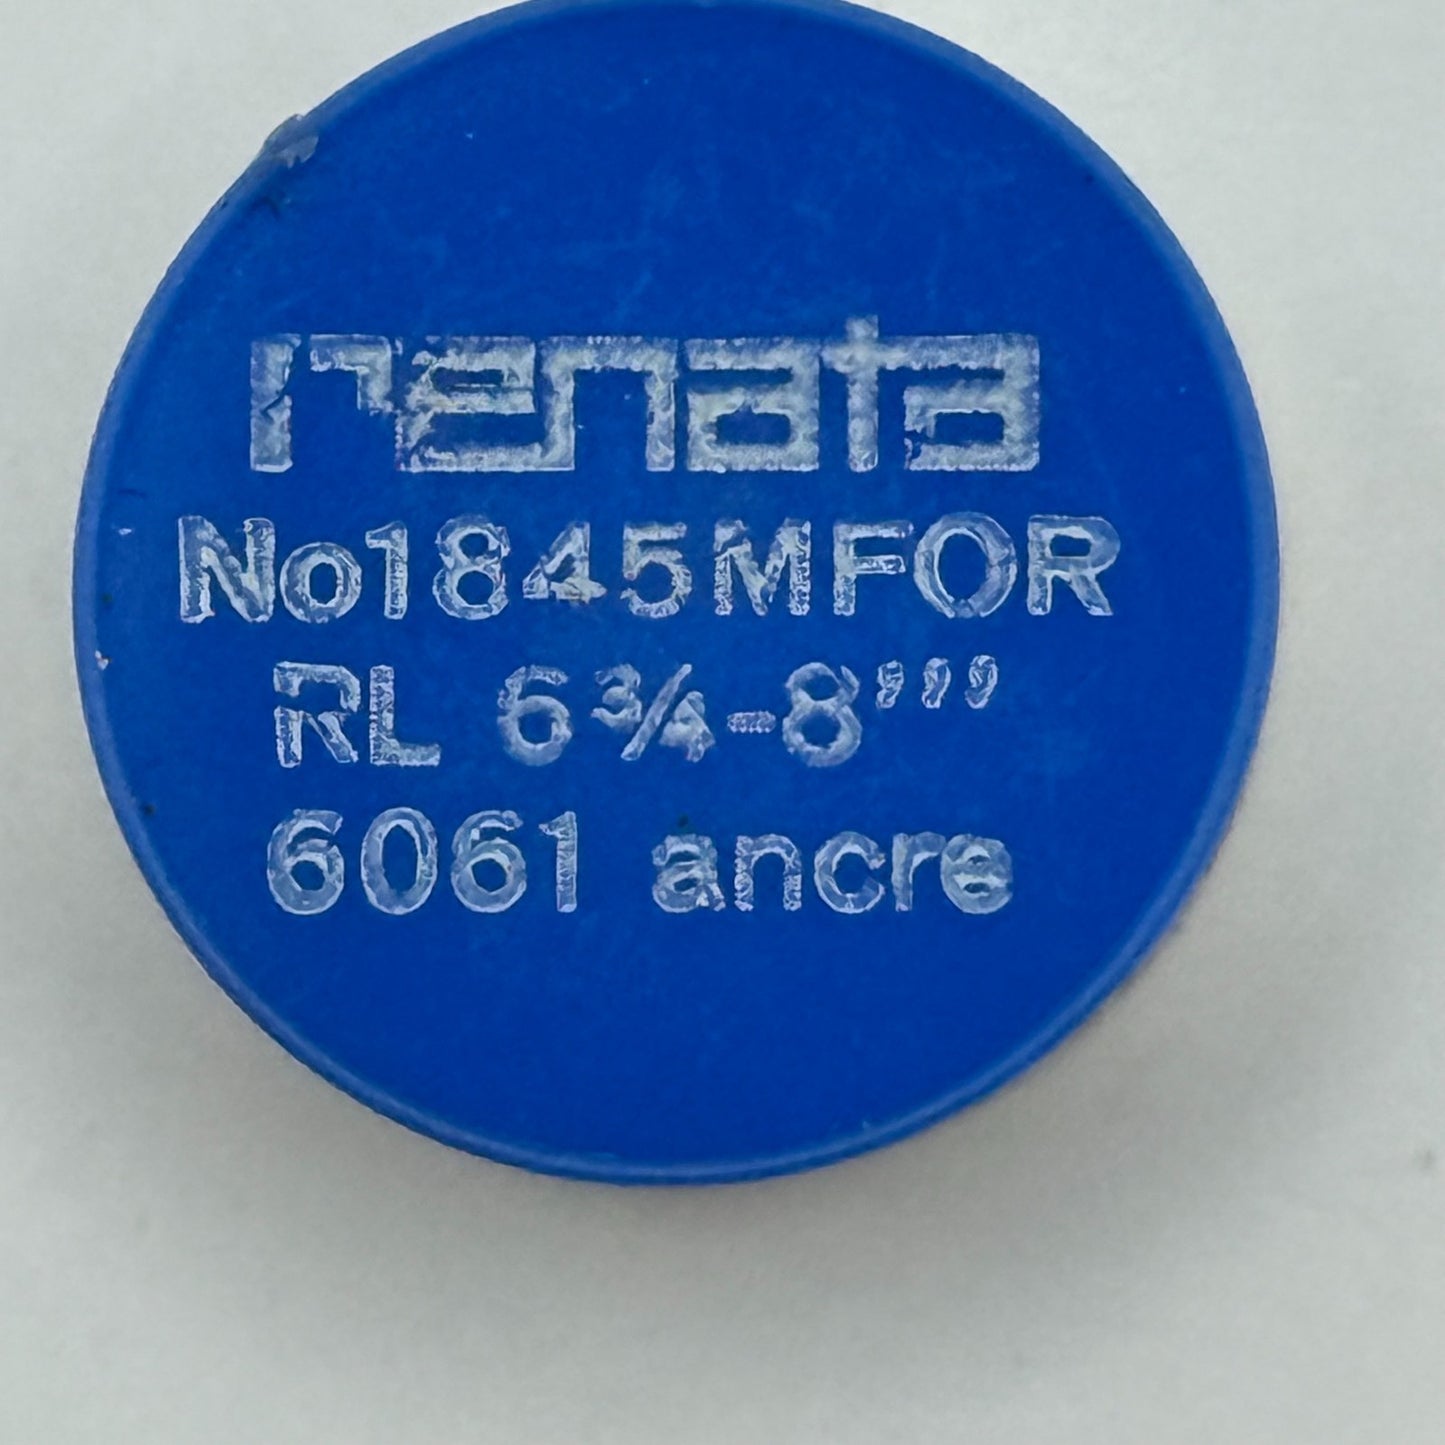 renata
No1845MFOR
RL 6¾-8'''
6061 ancre